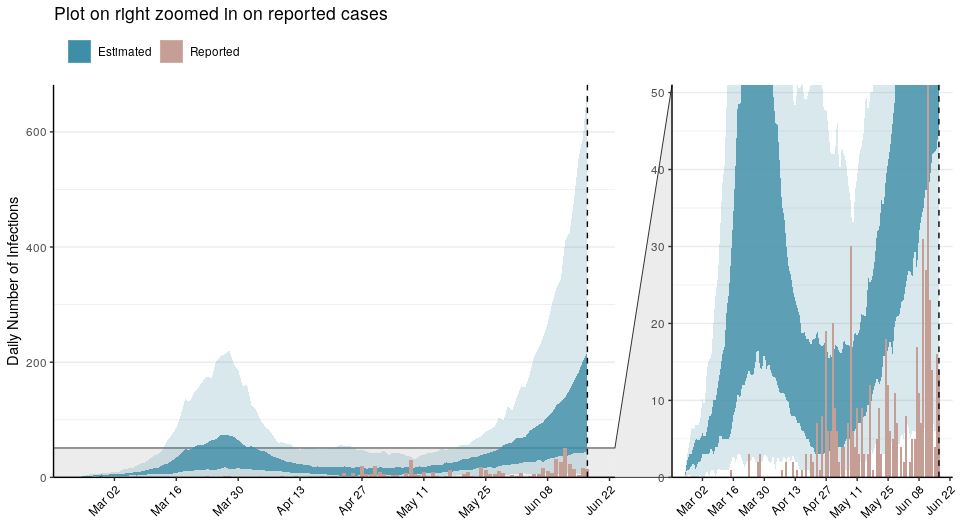 Plot on right zoomed in on reported cases
Estimated
Reported
Daily Number of Infections
600
400
200
0
Mar 02
Mar 16
Mar 30
Apr 13
Apr 27
May 11
May 25
Jun 08
Jun 22
50
40
30
20
10
0
Mar 02
Mar 16
Mar 30
Apr 13
Apr 27
May 11
May 25
Jun 08
Jun 22